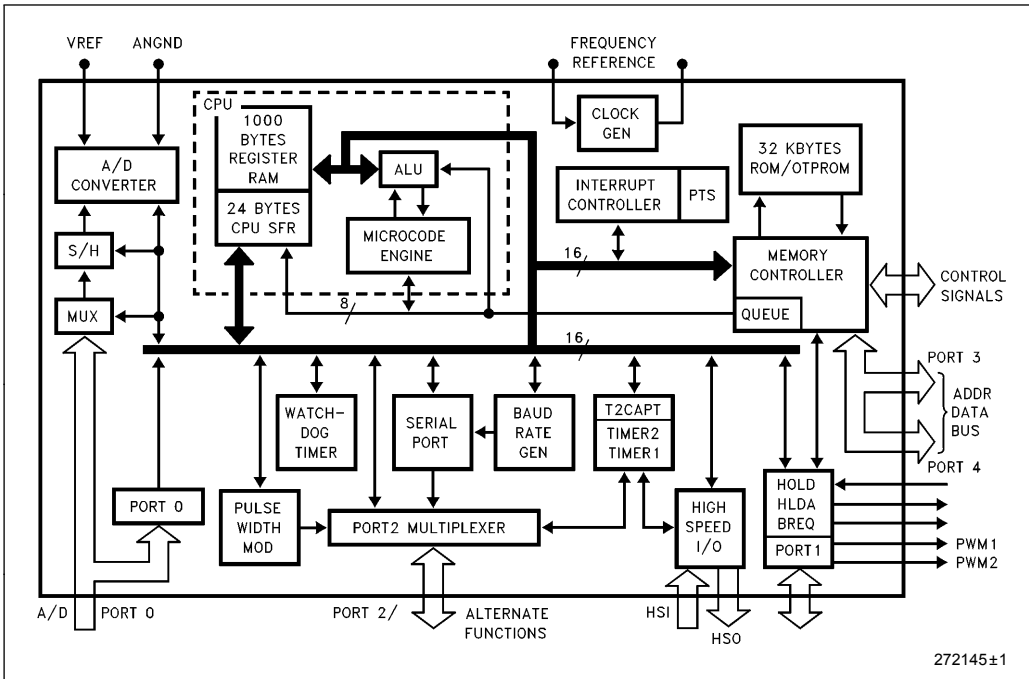 VREF
ANGND
FREQUENCY
REFERENCE
CPU
1000
BYTES
REGISTER
RAM
24 BYTES
CPU SFR
ALU
MICROCODE
ENGINE
CLOCK
GEN
A/D
CONVERTER
S/H
MUX
INTERRUPT
CONTROLLER
PTS
32 KBYTES
ROM/OTPROM
MEMORY
CONTROLLER
QUEUE
CONTROL
SIGNALS
16
8
16
PORT 3
ADDR
DATA
BUS
PORT 4
WATCH-
DOG
TIMER
SERIAL
PORT
BAUD
RATE
GEN
T2CAPT
TIMER2
TIMER1
PORT 0
PULSE
WIDTH
MOD
PORT2 MULTIPLEXER
HIGH
SPEED
I/O
HOLD
HLDA
BREQ
PORT1
PWM1
PWM2
A/D
PORT 0
PORT 2/
ALTERNATE
FUNCTIONS
HSI
HSO
272145±1